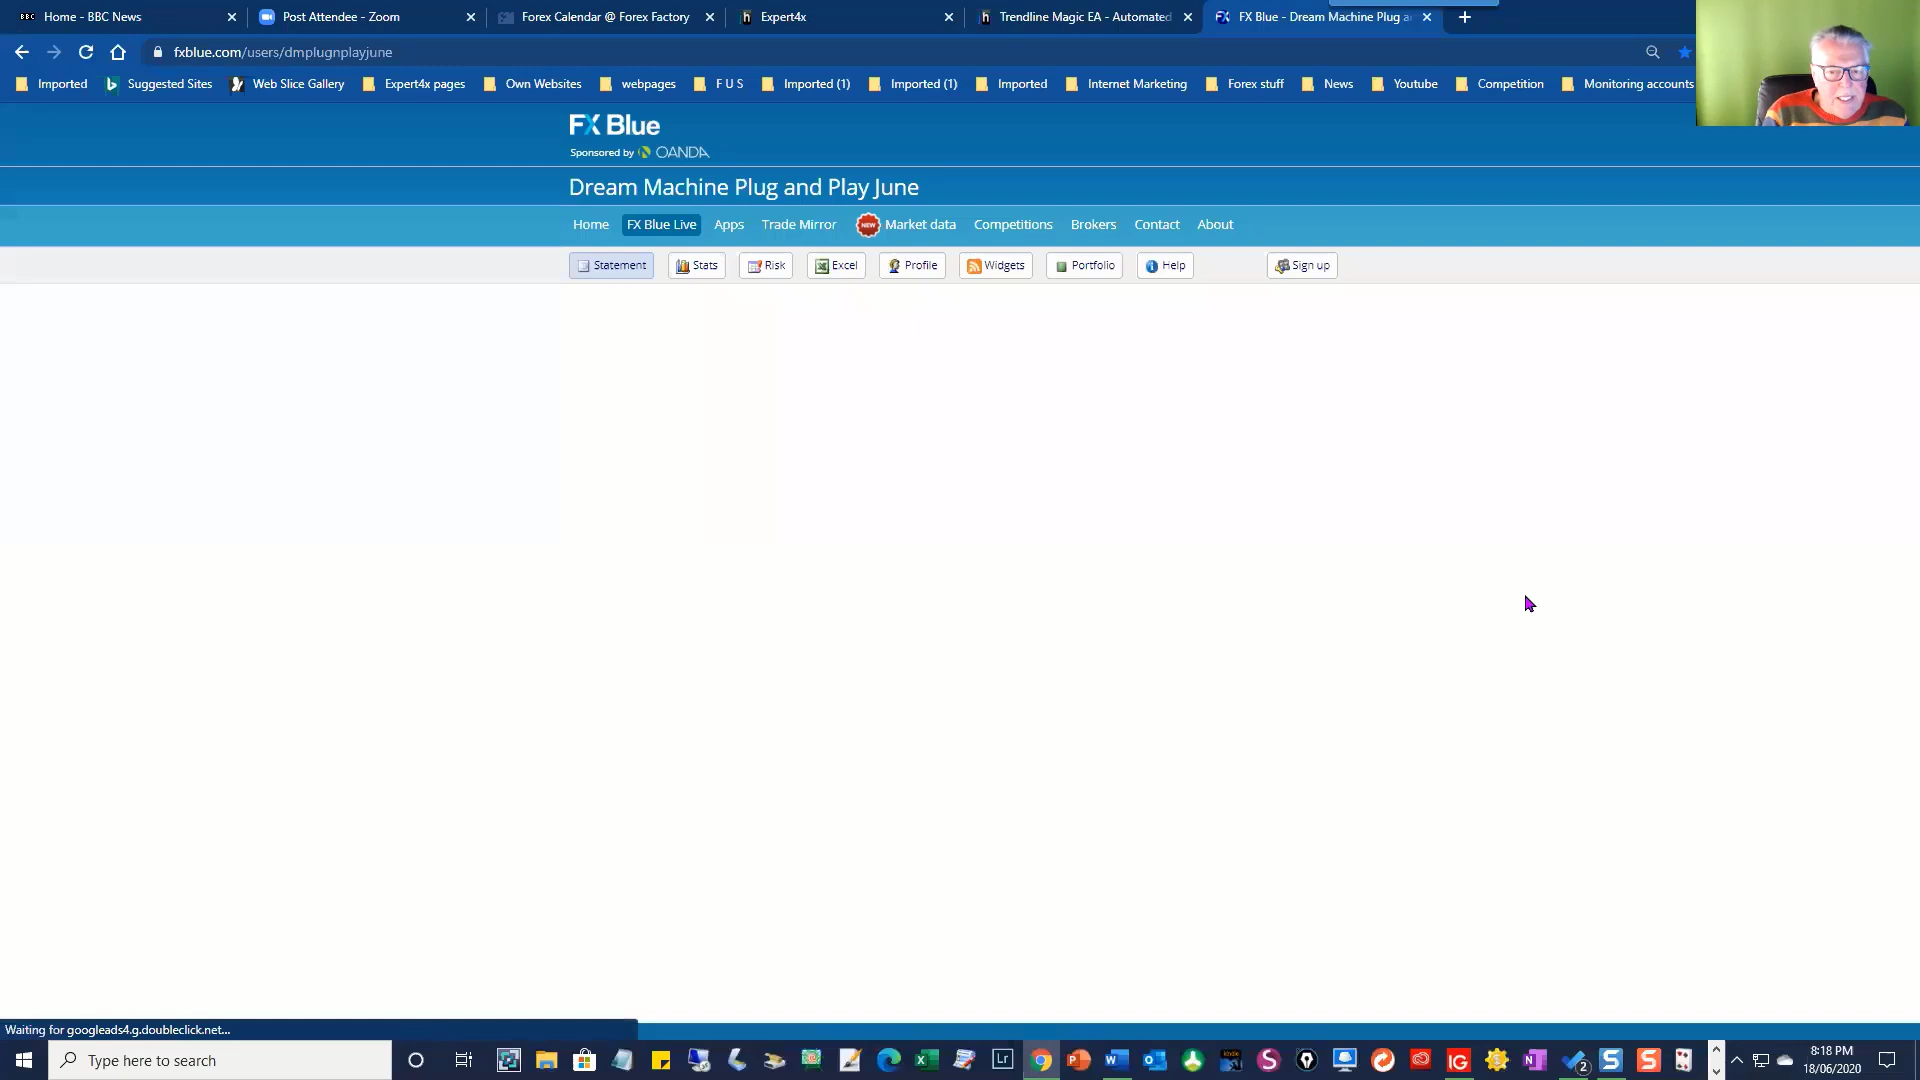 BBC Home - BBC News
Post Attendee - Zoom
Forex Calendar @ Forex Factory
Expert4x
Trendline Magic EA - Automated
FX Blue - Dream Machine Plug a
fxblue.com/users/dmplugnplayjune
Imported
Suggested Sites
Web Slice Gallery
Expert4x pages
Own Websites
webpages
F U S
Imported (1)
Imported (1)
Imported
Internet Marketing
Forex stuff
News
Youtube
Competition
Monitoring accounts
FX Blue
Sponsored by OANDA
Dream Machine Plug and Play June
Home
FX Blue Live
Apps
Trade Mirror
NEW Market data
Competitions
Brokers
Contact
About
Statement
Stats
Risk
Excel
Profile
Widgets
Portfolio
Help
Sign up
Waiting for googleads4.g.doubleclick.net...
Type here to search
Lr
IG
2
8:18 PM
18/06/2020